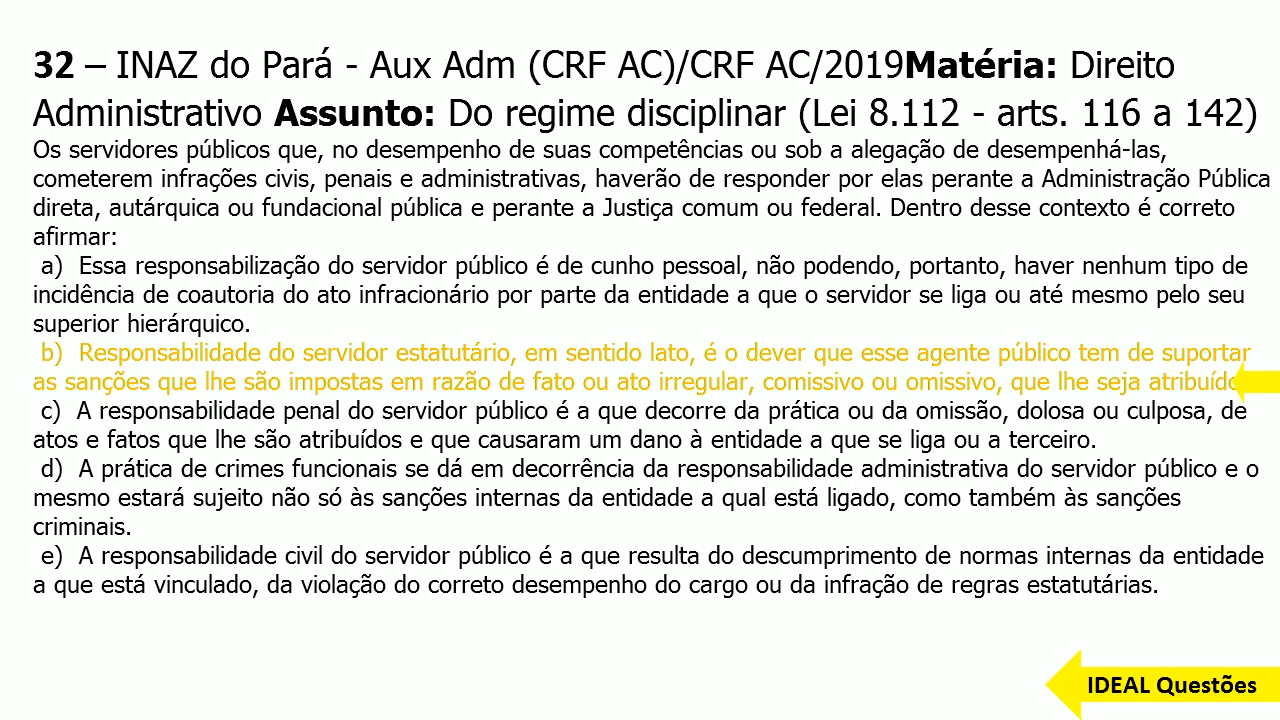 32 – INAZ do Pará - Aux Adm (CRF AC)/CRF AC/2019Matéria: Direito
Administrativo Assunto: Do regime disciplinar (Lei 8.112 - arts. 116 a 142)
Os servidores públicos que, no desempenho de suas competências ou sob a alegação de desempenhá-las,
cometerem infrações civis, penais e administrativas, haverão de responder por elas perante a Administração Pública
direta, autárquica ou fundacional pública e perante a Justiça comum ou federal. Dentro desse contexto é correto
afirmar:
a) Essa responsabilização do servidor público é de cunho pessoal, não podendo, portanto, haver nenhum tipo de
incidência de coautoria do ato infracionário por parte da entidade a que o servidor se liga ou até mesmo pelo seu
superior hierárquico.
b) Responsabilidade do servidor estatutário, em sentido lato, é o dever que esse agente público tem de suportar
as sanções que lhe são impostas em razão de fato ou ato irregular, comissivo ou omissivo, que lhe seja atribuído
c) A responsabilidade penal do servidor público é a que decorre da prática ou da omissão, dolosa ou culposa, de
atos e fatos que lhe são atribuídos e que causaram um dano à entidade a que se liga ou a terceiro.
d) A prática de crimes funcionais se dá em decorrência da responsabilidade administrativa do servidor público e o
mesmo estará sujeito não só às sanções internas da entidade a qual está ligado, como também às sanções
criminais.
e) A responsabilidade civil do servidor público é a que resulta do descumprimento de normas internas da entidade
a que está vinculado, da violação do correto desempenho do cargo ou da infração de regras estatutárias.
IDEAL Questões